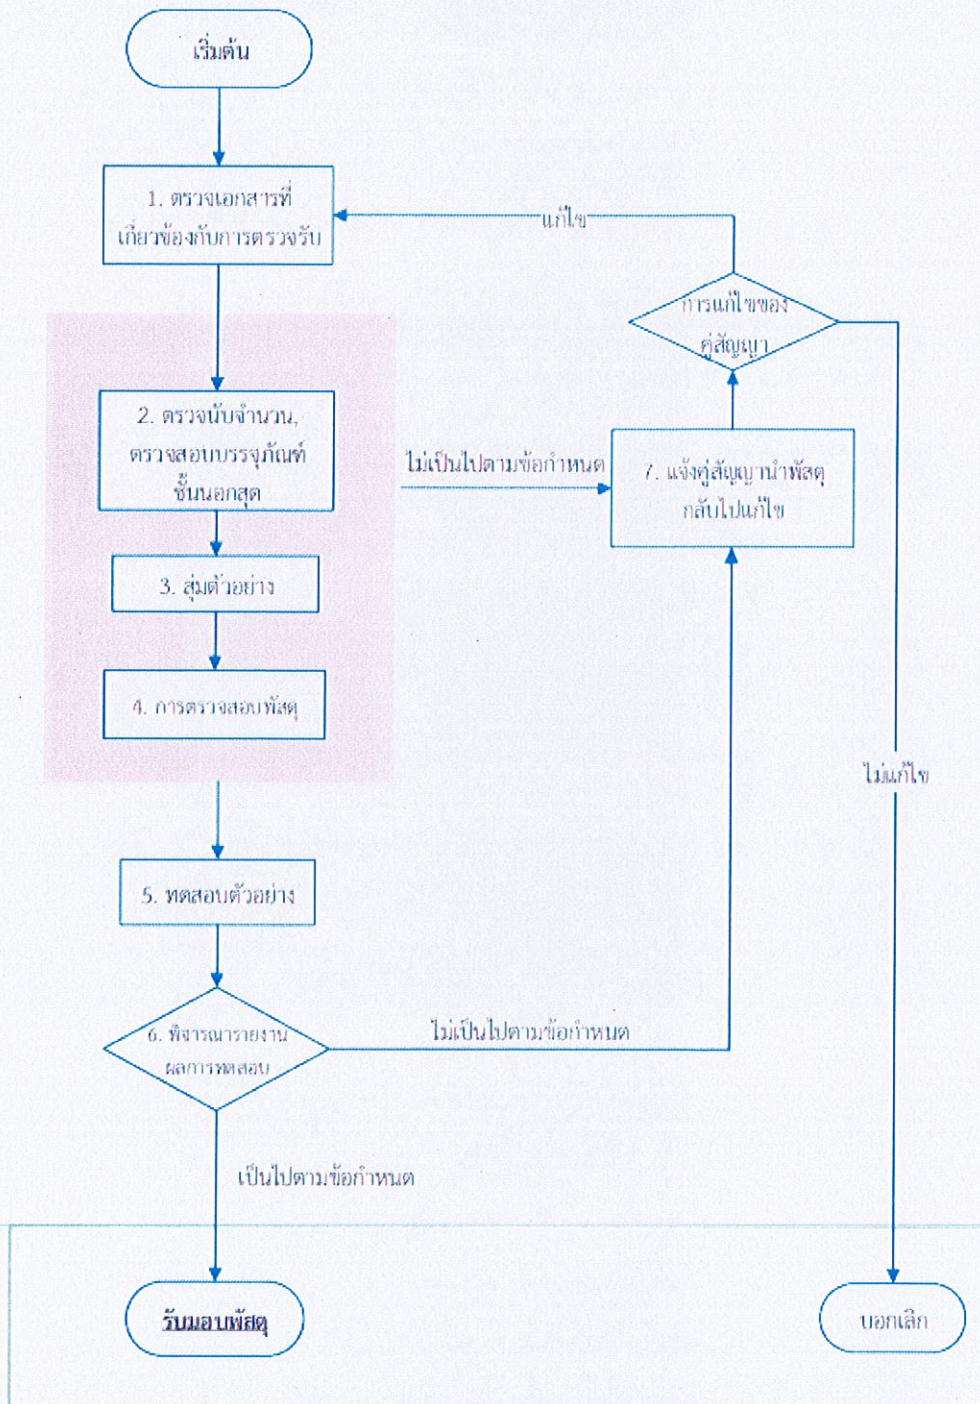 เริ่มต้น
1. ตรวจเอกสารที่
เกี่ยวข้องกับการตรวจรับ
แก้ไข
การแก้ไขของ
คู่สัญญา
2. ตรวจนับจำนวน,
ตรวจสอบบรรจุภัณฑ์
ชั้นนอกสุด
ไม่เป็นไปตามข้อกำหนด
7. แจ้งคู่สัญญานำพัสดุ
กลับไปแก้ไข
3. สุ่มตัวอย่าง
4. การตรวจสอบพัสดุ
ไม่แก้ไข
5. ทดสอบตัวอย่าง
6. พิจารณารายงาน
ผลการทดสอบ
ไม่เป็นไปตามข้อกำหนด
เป็นไปตามข้อกำหนด
รับมอบพัสดุ
บอกเลิก